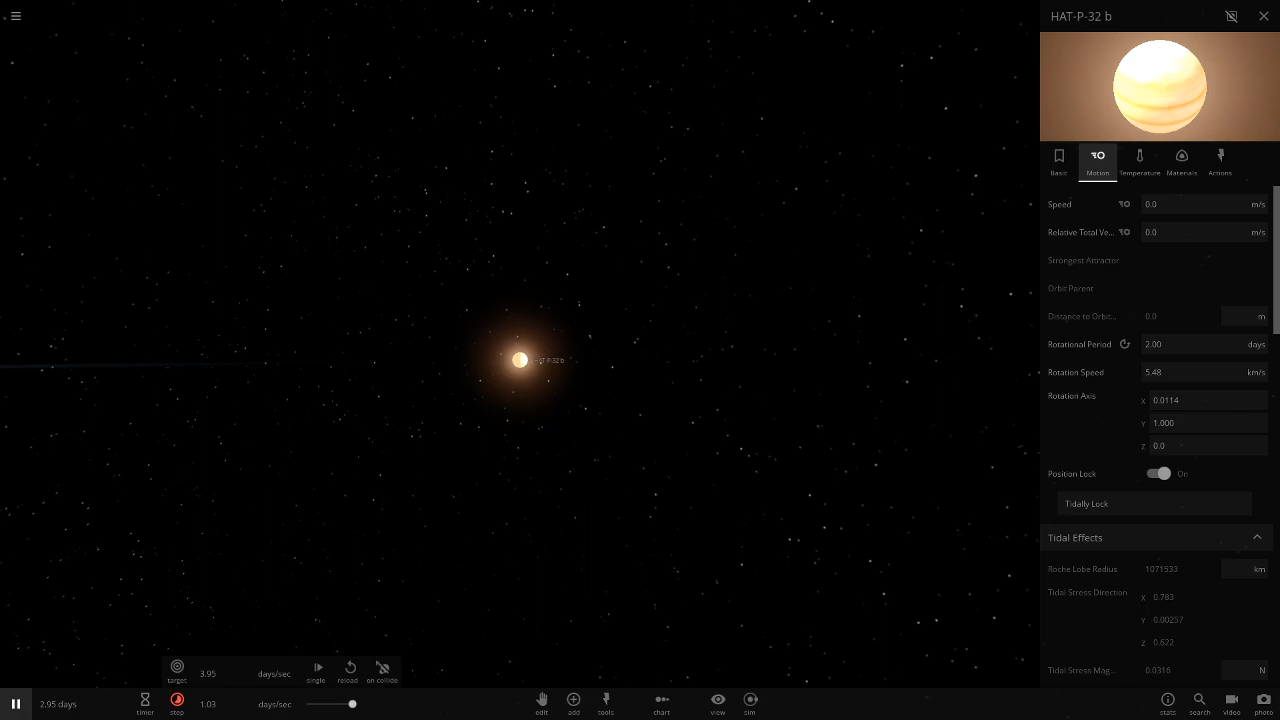 HAT-P-32 b
Basic Motion Temperature Materials Actions
Speed 0.0 m/s
Relative Total Ve... 0.0 m/s
Strongest Attractor
Orbit Parent
Distance to Orbit... 0.0 m
HAT-P-32 b
Rotational Period 2.00 days
Rotation Speed 5.48 km/s
Rotation Axis X 0.0114
Y 1.000
Z 0.0
Position Lock On
Tidally Lock
Tidal Effects
Roche Lobe Radius 1071533 km
Tidal Stress Direction X 0.783
Y 0.00257
Z 0.622
Tidal Stress Mag... 0.0316 N
target 3.95 days/sec single reload on collide
2.95 days timer step 1.03 days/sec edit add tools chart view sim stats search video photo